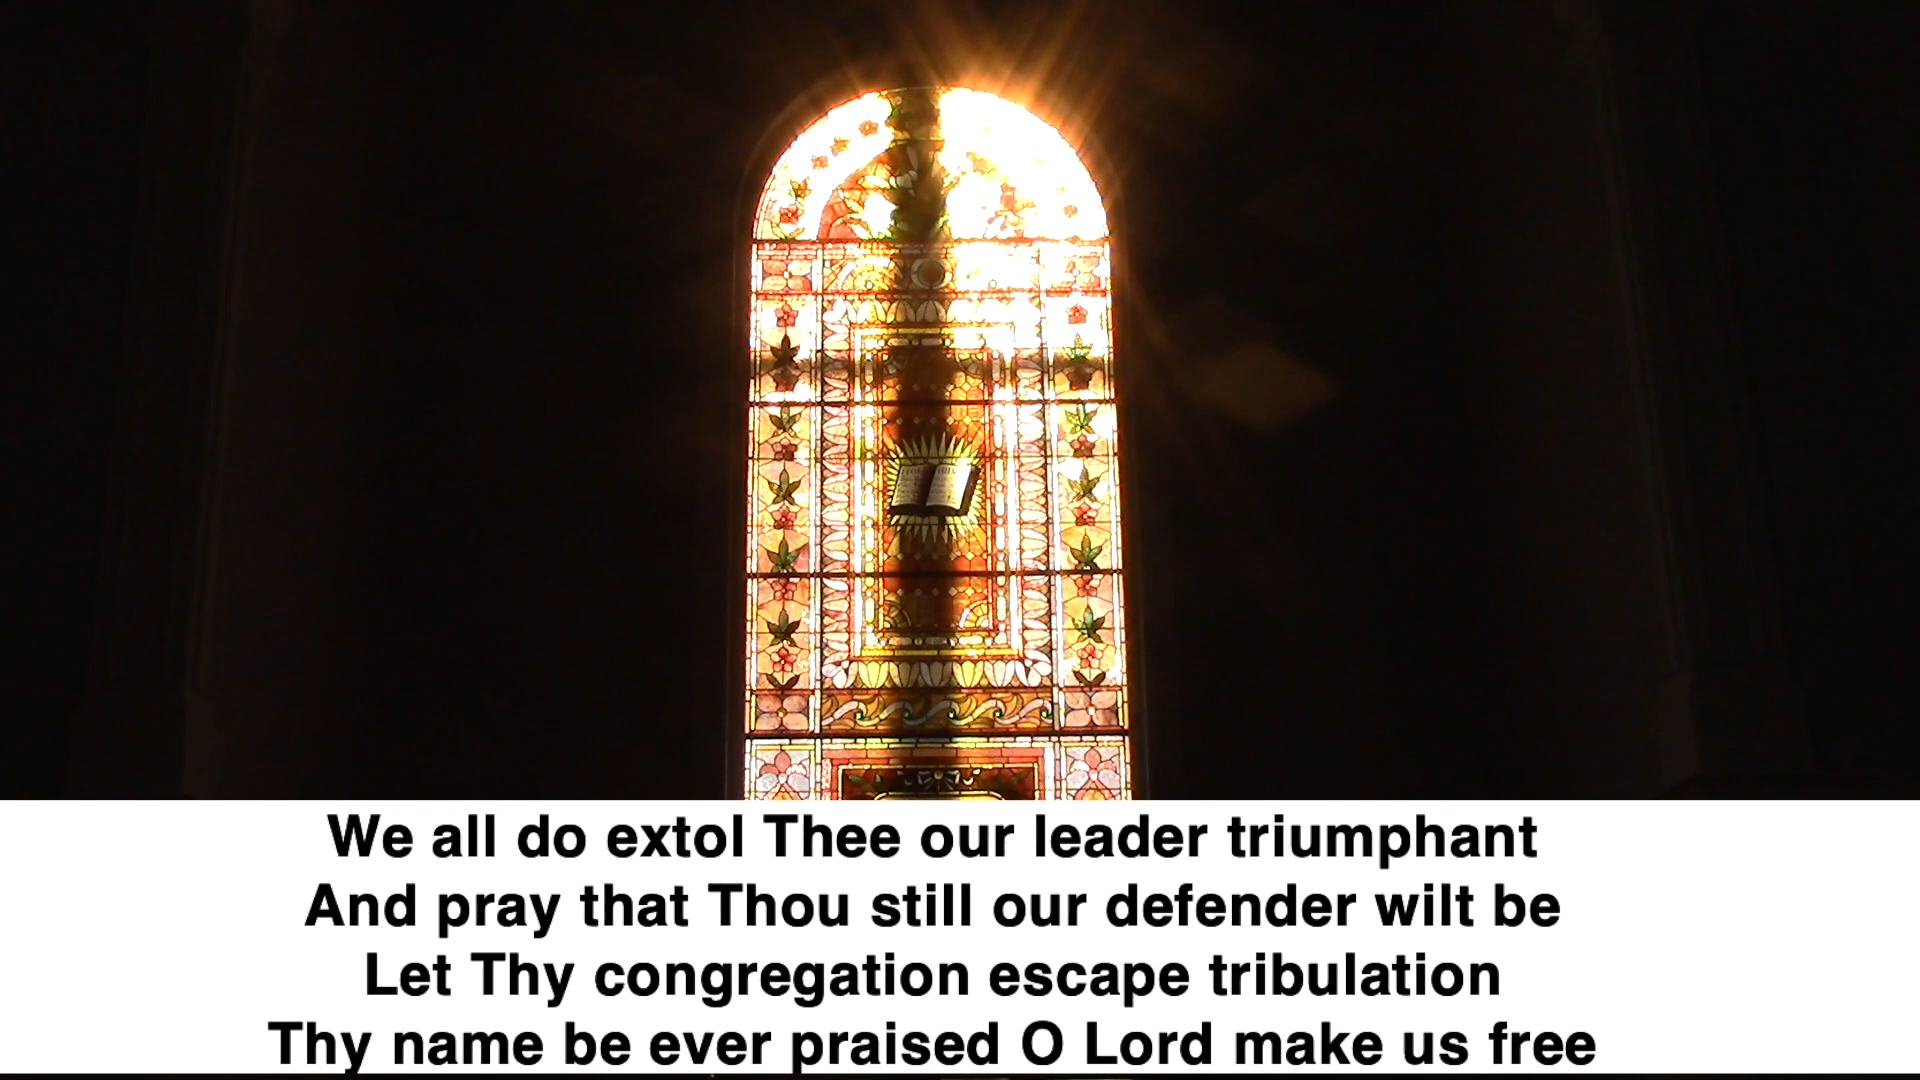 We all do extol Thee our leader triumphant
And pray that Thou still our defender wilt be
Let Thy congregation escape tribulation
Thy name be ever praised O Lord make us free